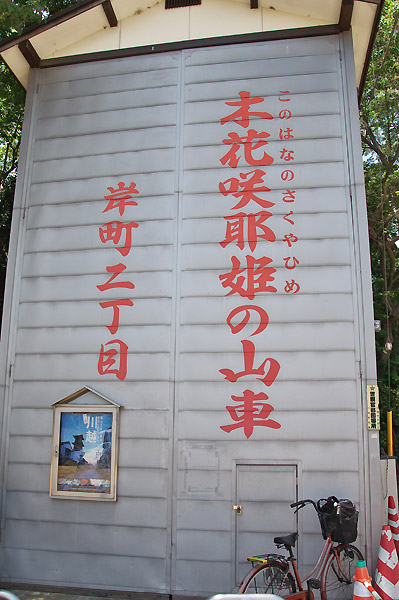 このはなのさくやひめ
木花咲耶姫の山車
岸町二丁目
川越